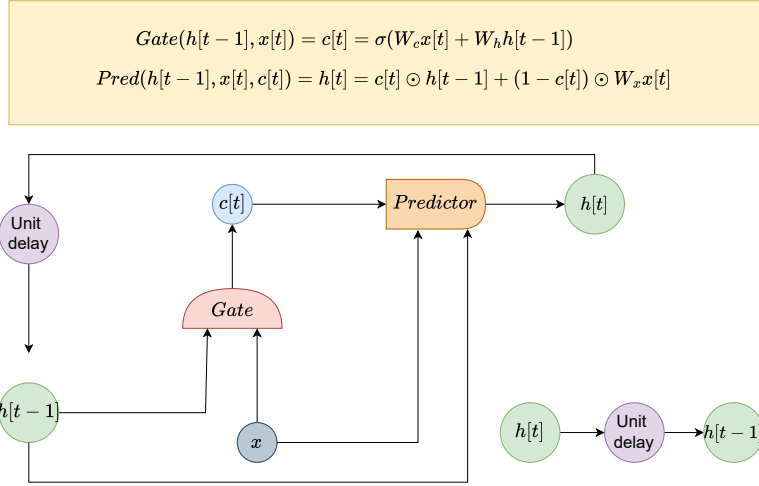 Gate(h[t − 1], x[t]) = c[t] = σ(W_c x[t] + W_h h[t − 1])
Pred(h[t − 1], x[t], c[t]) = h[t] = c[t] ⊙ h[t − 1] + (1 − c[t]) ⊙ W_x x[t]
Unit
delay
c[t]
Predictor
h[t]
Gate
h[t − 1]
x
h[t]
Unit
delay
h[t − 1]